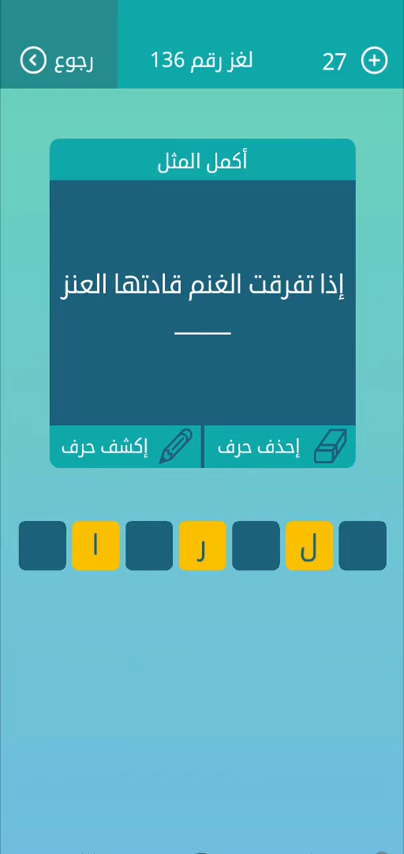 رجوع
لغز رقم 136
27
أكمل المثل
إذا تفرقت الغنم قادتها العنز
إحذف حرف
إكشف حرف
ل ر ا